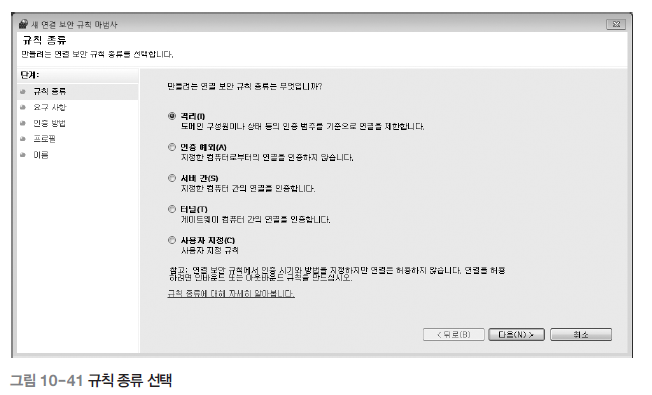 새 연결 보안 규칙 마법사
규칙 종류
만들려는 연결 보안 규칙 종류를 선택합니다.
단계:
규칙 종류
요구 사항
인증 방법
프로필
이름
만들려는 연결 보안 규칙 종류는 무엇입니까?
격리(I)
도메인 구성원이나 상태 등의 인증 범주를 기준으로 연결을 제한합니다.
인증 예외(A)
지정한 컴퓨터로부터의 연결을 인증하지 않습니다.
서버 간(S)
지정한 컴퓨터 간의 연결을 인증합니다.
터널(T)
게이트웨이 컴퓨터 간의 연결을 인증합니다.
사용자 지정(C)
사용자 지정 규칙
참고: 연결 보안 규칙에서 인증 시기와 방법을 지정하지만 연결은 허용하지 않습니다. 연결을 허용
하려면 인바운드 또는 아웃바운드 규칙을 만드십시오.
규칙 종류에 대해 자세히 알아봅니다.
< 뒤로(B) 다음(N) > 취소
그림 10-41 규칙 종류 선택